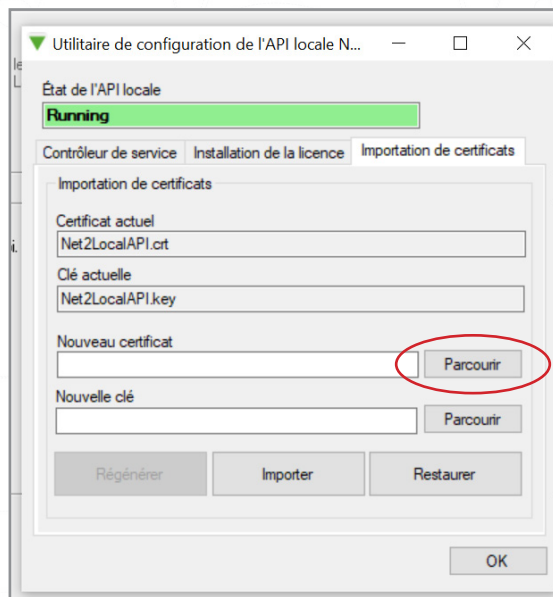 Utilitaire de configuration de l'API locale N...
État de l'API locale
Running
Contrôleur de service
Installation de la licence
Importation de certificats
Importation de certificats
Certificat actuel
Net2LocalAPI.crt
Clé actuelle
Net2LocalAPI.key
Nouveau certificat
Parcourir
Nouvelle clé
Parcourir
Régénérer
Importer
Restaurer
OK